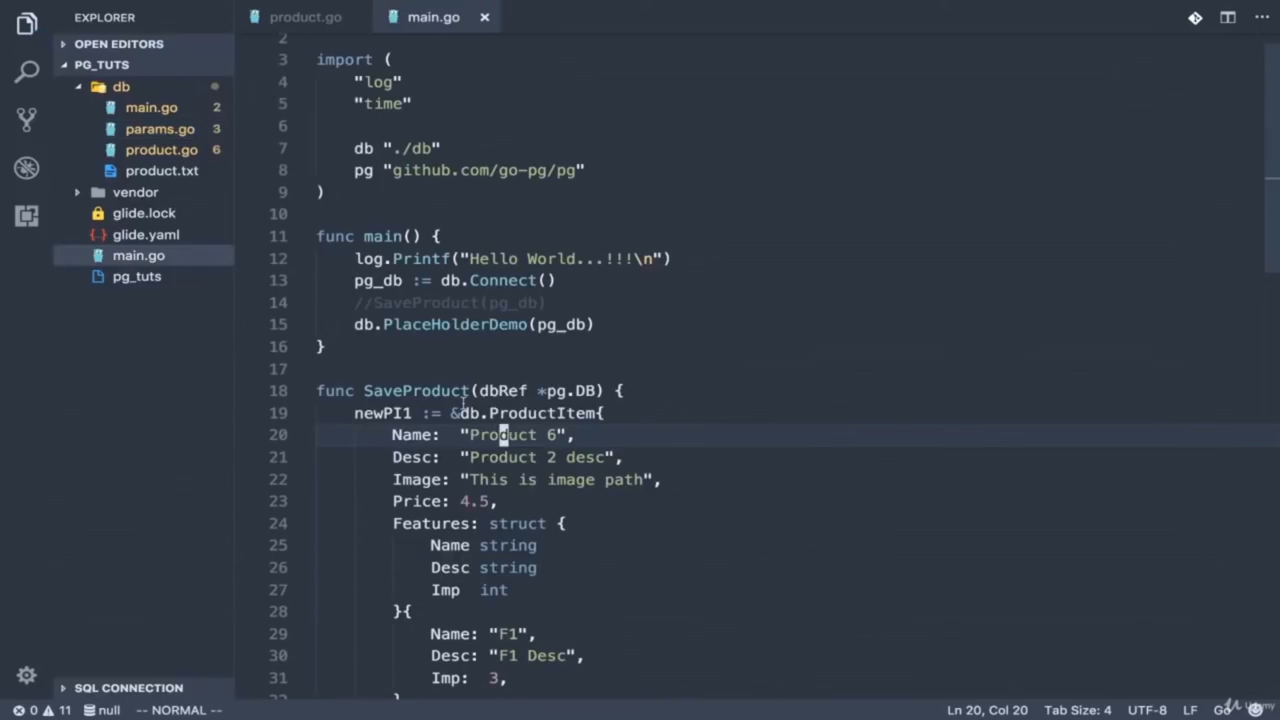 EXPLORER
product.go
main.go
OPEN EDITORS
PG_TUTS
db
main.go 2
params.go 3
product.go 6
product.txt
vendor
glide.lock
glide.yaml
main.go
pg_tuts
SQL CONNECTION
2
3 import (
4 "log"
5 "time"
6
7 db "./db"
8 pg "github.com/go-pg/pg"
9 )
10
11 func main() {
12 log.Printf("Hello World...!!!\n")
13 pg_db := db.Connect()
14 //SaveProduct(pg_db)
15 db.PlaceHolderDemo(pg_db)
16 }
17
18 func SaveProduct(dbRef *pg.DB) {
19 newPI1 := &db.ProductItem{
20 Name: "Product 6",
21 Desc: "Product 2 desc",
22 Image: "This is image path",
23 Price: 4.5,
24 Features: struct {
25 Name string
26 Desc string
27 Imp int
28 }{
29 Name: "F1",
30 Desc: "F1 Desc",
31 Imp: 3,
0 11 null -- NORMAL -- Ln 20, Col 20 Tab Size: 4 UTF-8 LF Go
Udemy